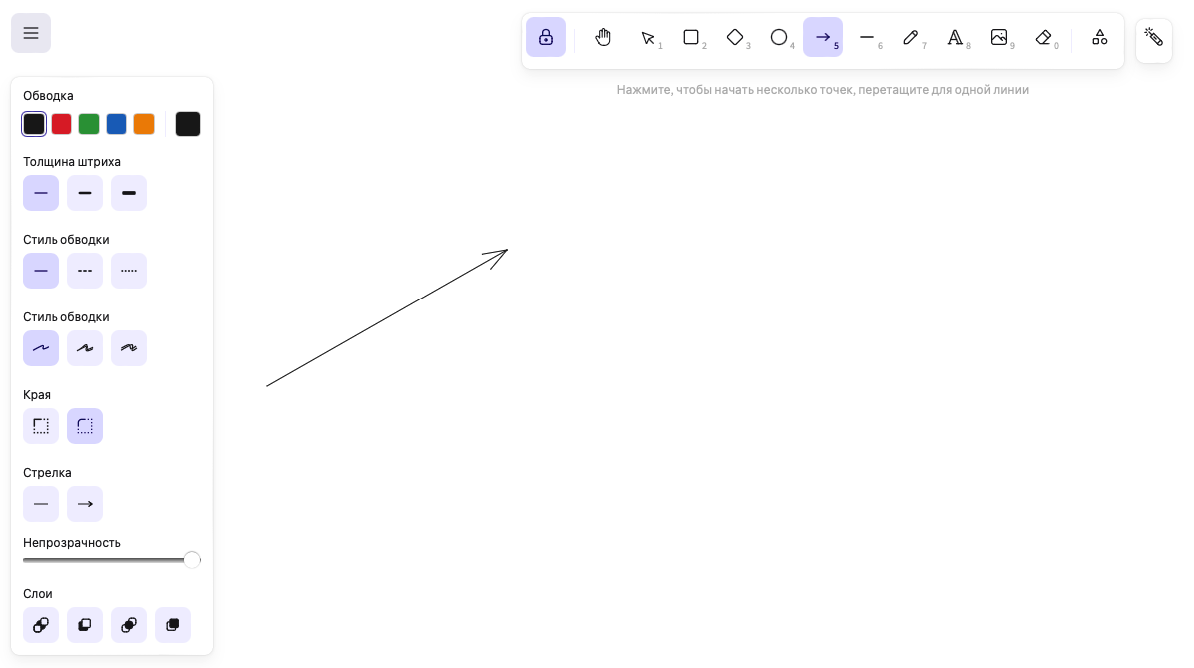 1
2
3
4
5
6
7
A 8
9
0
Нажмите, чтобы начать несколько точек, перетащите для одной линии
Обводка
Толщина штриха
Стиль обводки
Стиль обводки
Края
Стрелка
Непрозрачность
Слои